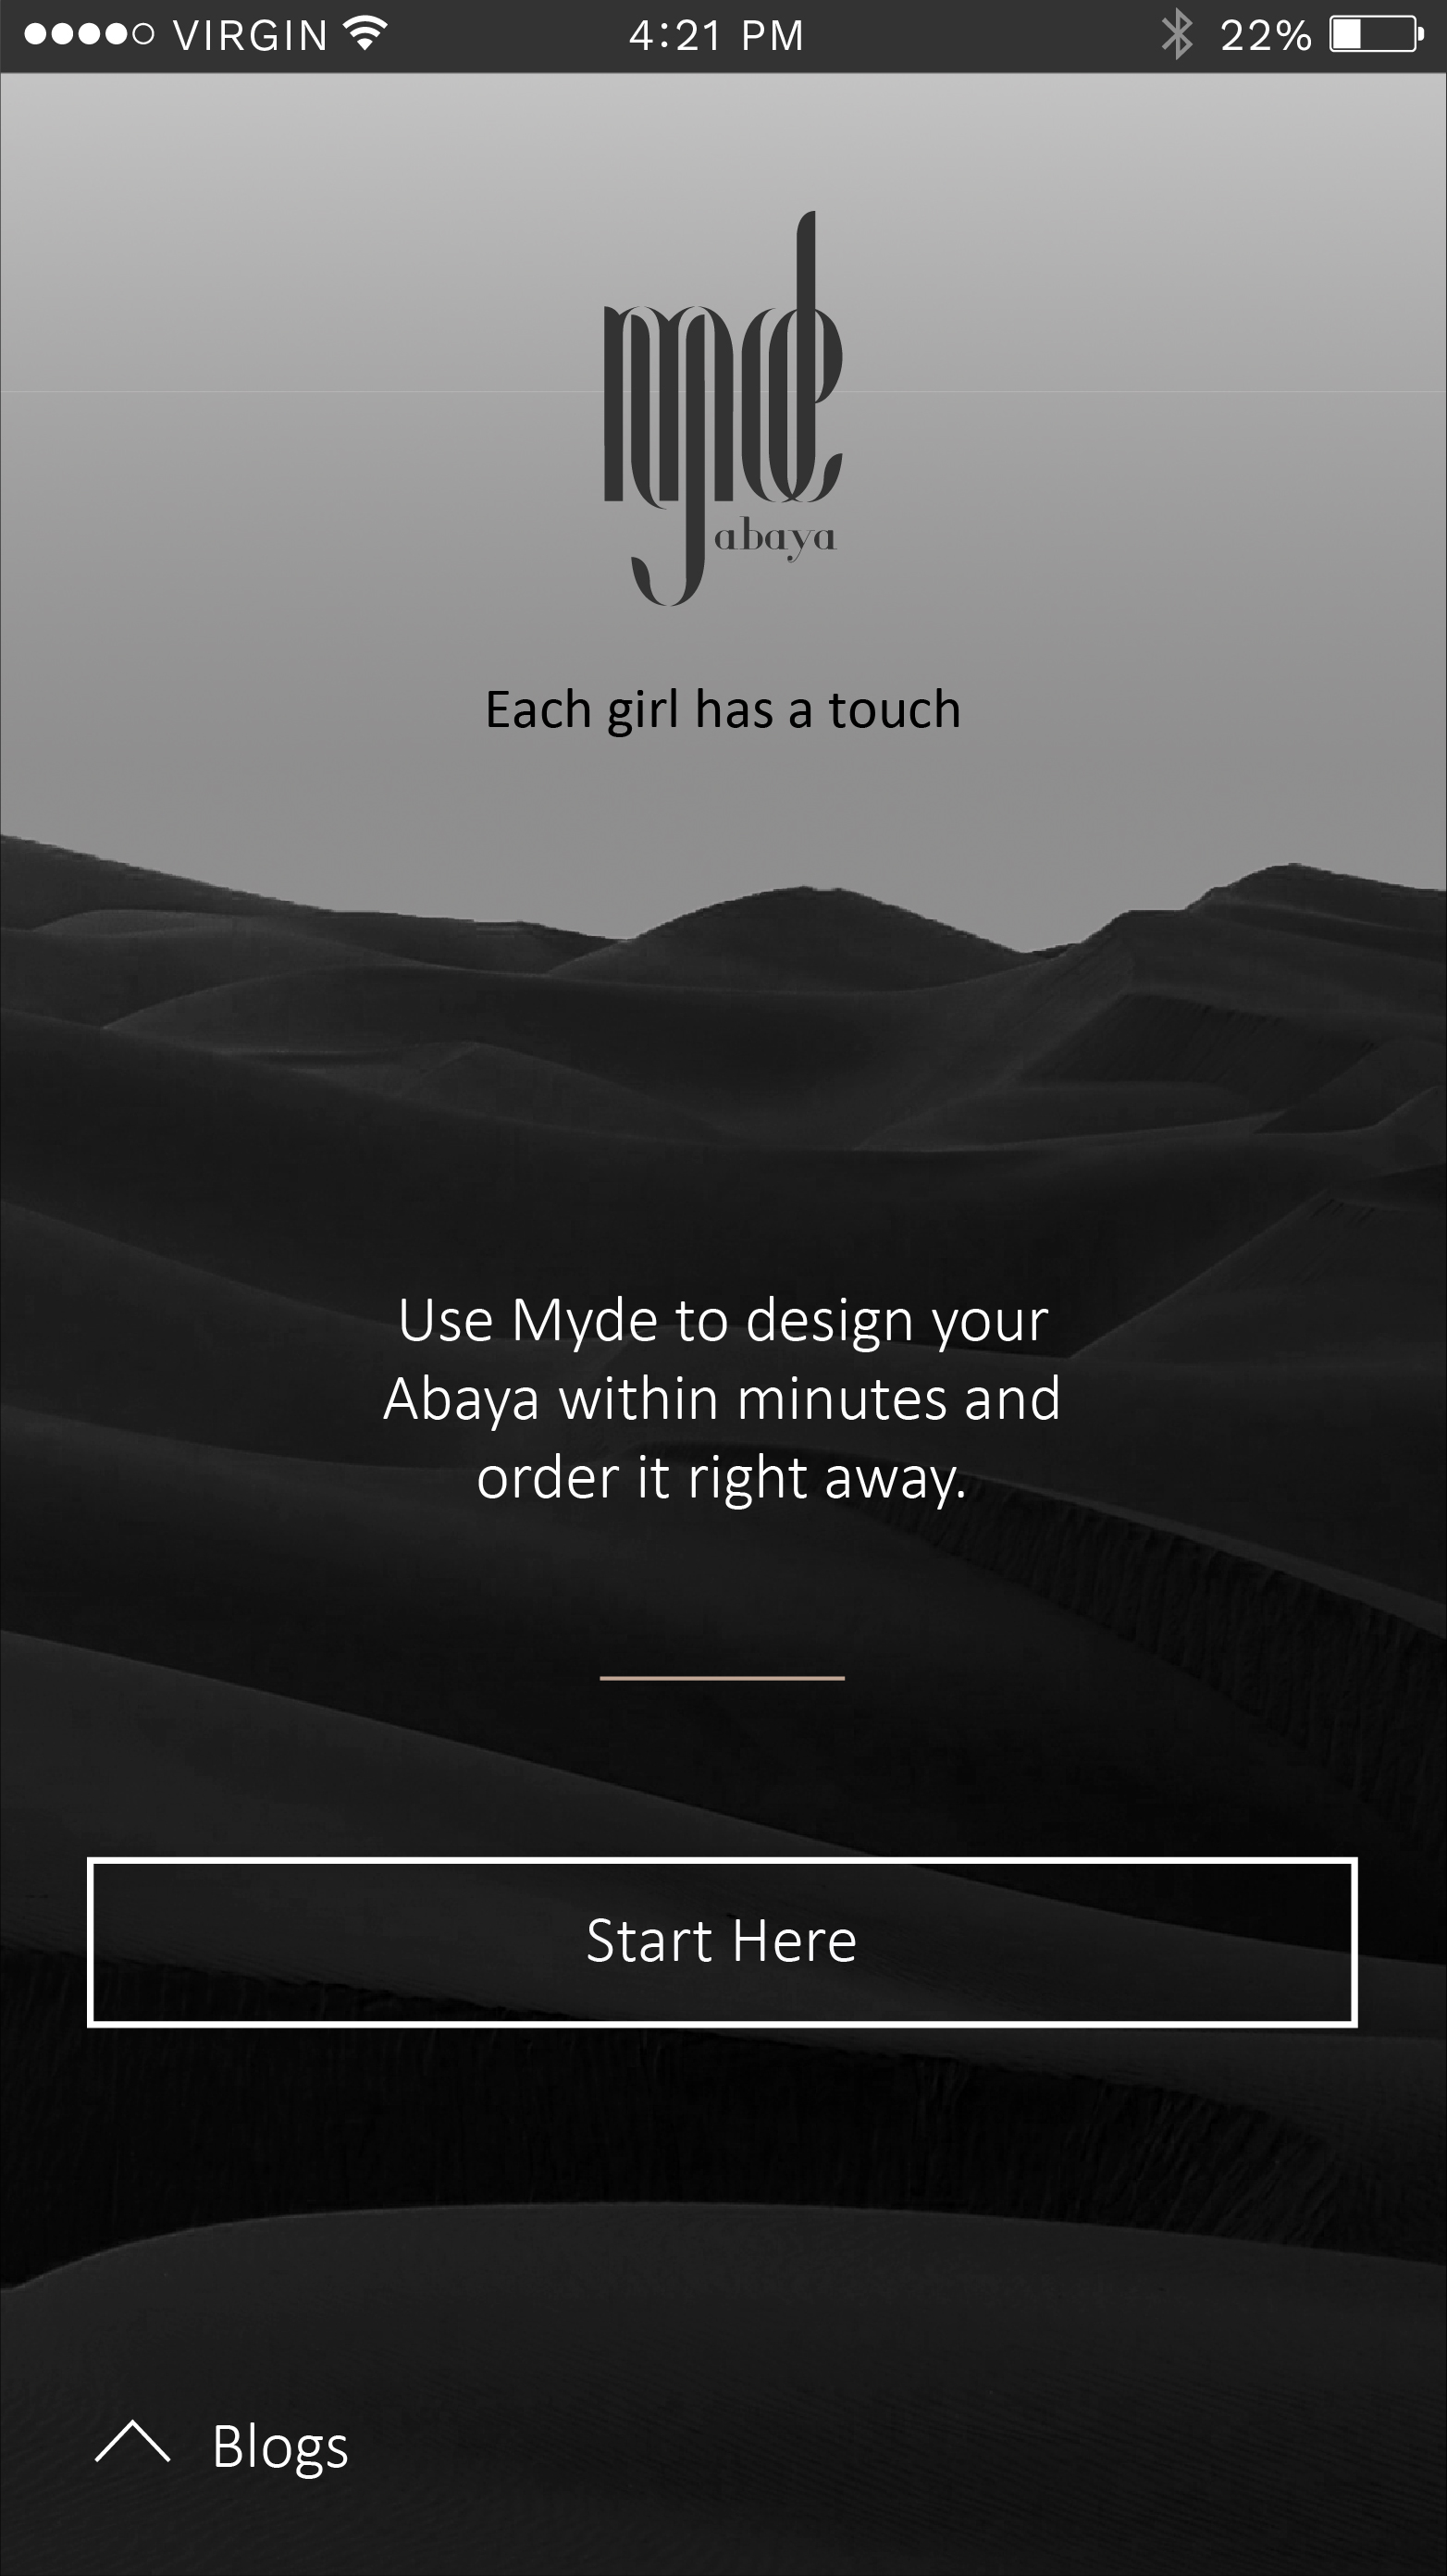 VIRGIN 4:21 PM 22%
myde
abaya
Each girl has a touch
Use Myde to design your
Abaya within minutes and
order it right away.
Start Here
Blogs